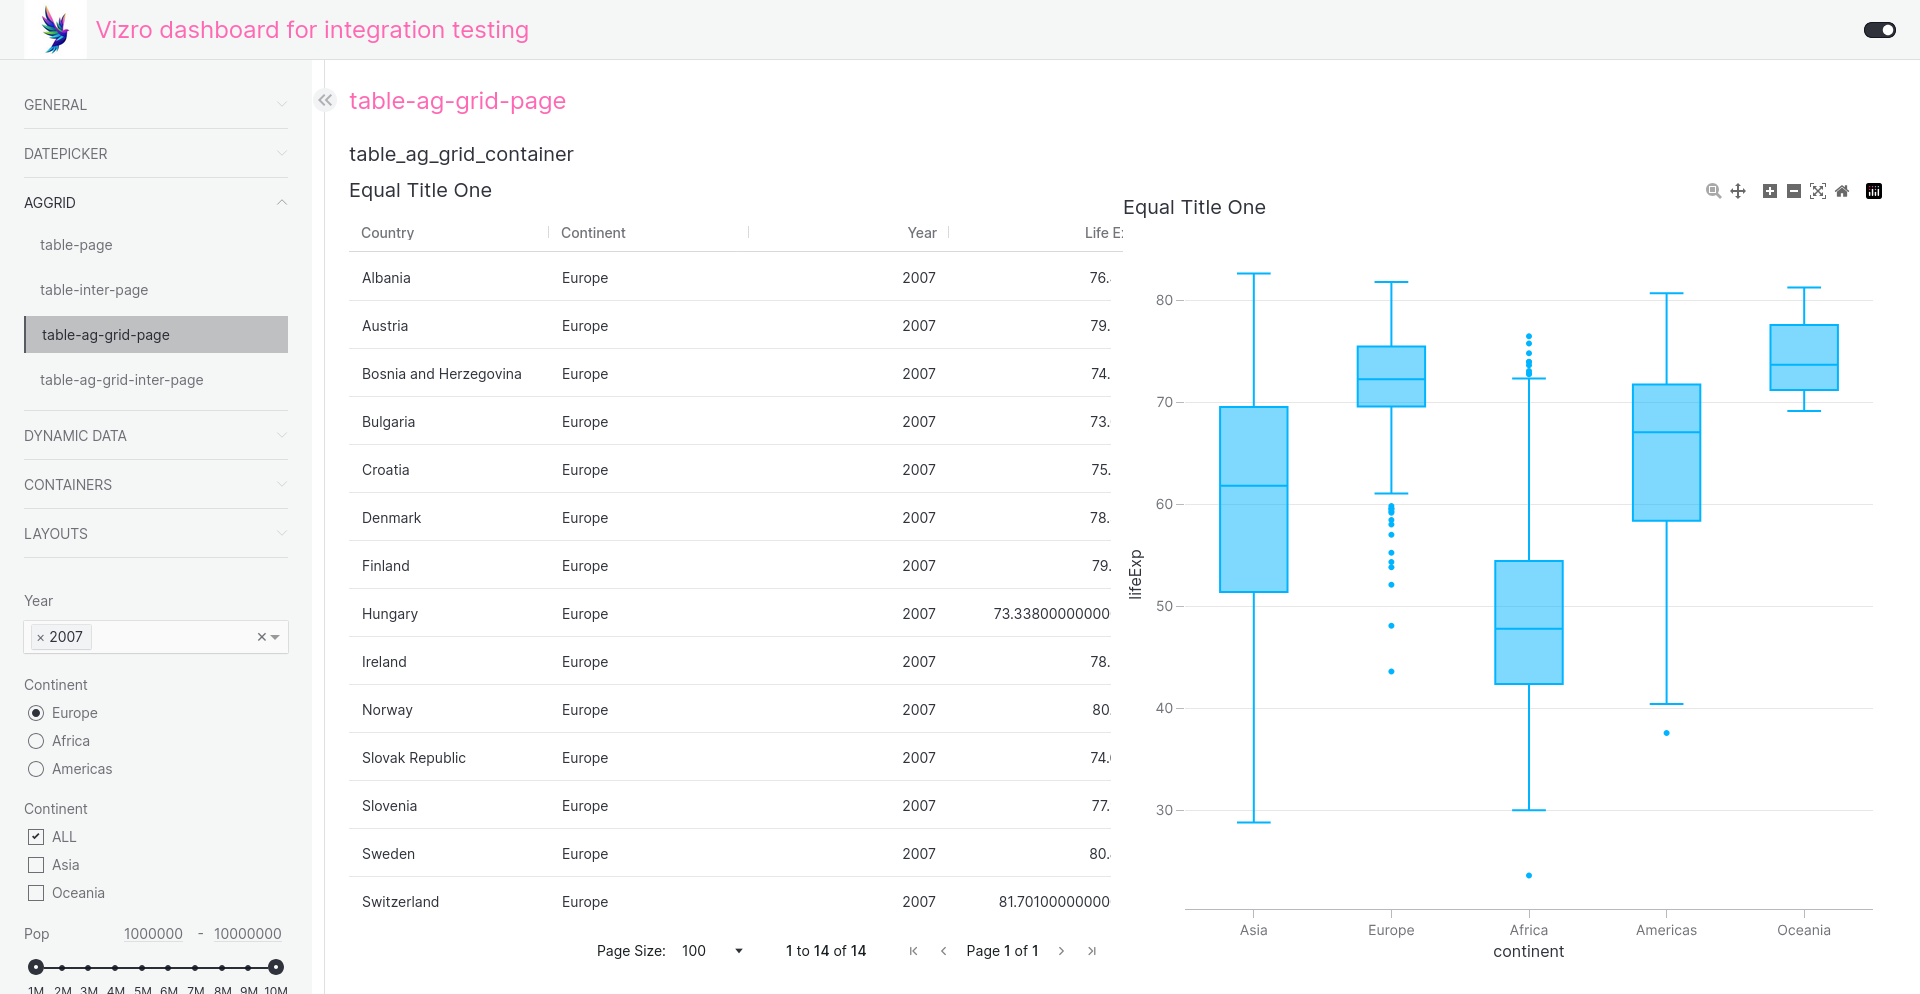 Vizro dashboard for integration testing
GENERAL
DATEPICKER
AGGRID
table-page
table-inter-page
table-ag-grid-page
table-ag-grid-inter-page
DYNAMIC DATA
CONTAINERS
LAYOUTS
Year
× 2007
Continent
Europe
Africa
Americas
Continent
ALL
Asia
Oceania
Pop 1000000 - 10000000
1M 2M 3M 4M 5M 6M 7M 8M 9M 10M
table-ag-grid-page
table_ag_grid_container
Equal Title One
Country Continent Year Life
Albania Europe 2007 76.
Austria Europe 2007 79.
Bosnia and Herzegovina Europe 2007 74.
Bulgaria Europe 2007 73.
Croatia Europe 2007 75.
Denmark Europe 2007 78.
Finland Europe 2007 79.
Hungary Europe 2007 73.33800000000
Ireland Europe 2007 78.
Norway Europe 2007 80.
Slovak Republic Europe 2007 74.
Slovenia Europe 2007 77.
Sweden Europe 2007 80.
Switzerland Europe 2007 81.70100000000
Page Size: 100 1 to 14 of 14 Page 1 of 1
Equal Title One
80
70
60
50
40
30
lifeExp
Asia Europe Africa Americas Oceania
continent